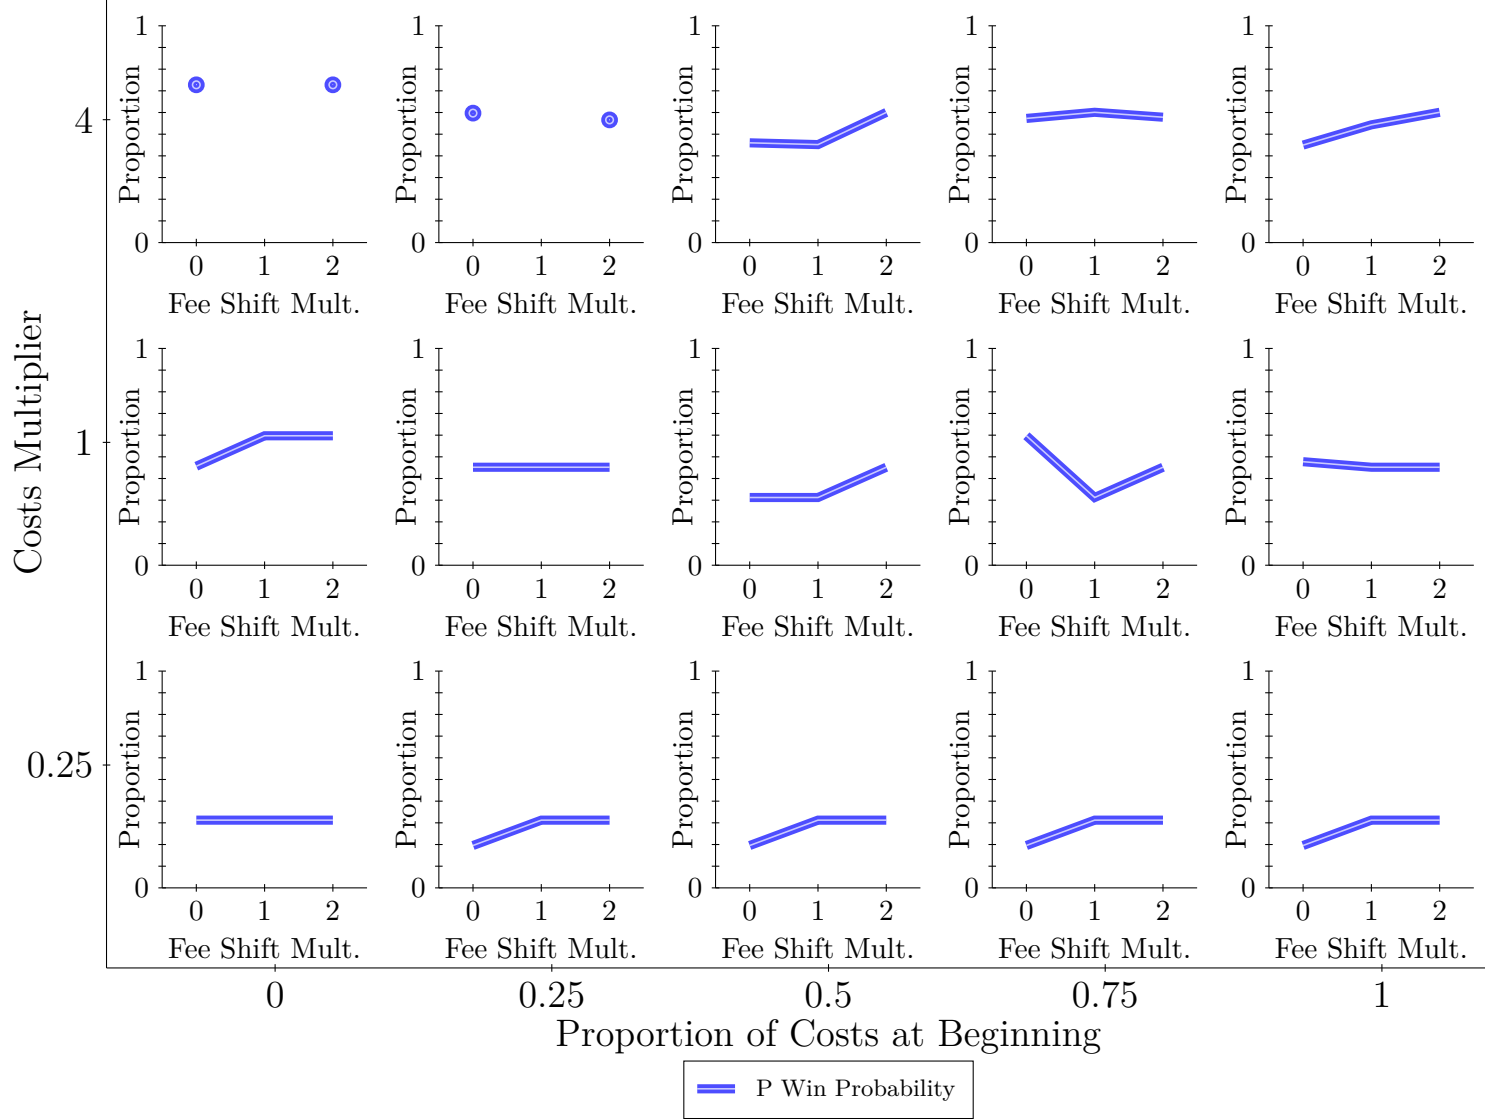 1 1 1 1 1
Proportion Proportion Proportion Proportion Proportion
4
0 0 0 0 0
0 1 2 0 1 2 0 1 2 0 1 2 0 1 2
Fee Shift Mult. Fee Shift Mult. Fee Shift Mult. Fee Shift Mult. Fee Shift Mult.
Costs Multiplier
1 1 1 1 1
Proportion Proportion Proportion Proportion Proportion
1
0 0 0 0 0
0 1 2 0 1 2 0 1 2 0 1 2 0 1 2
Fee Shift Mult. Fee Shift Mult. Fee Shift Mult. Fee Shift Mult. Fee Shift Mult.
1 1 1 1 1
Proportion Proportion Proportion Proportion Proportion
0.25
0 0 0 0 0
0 1 2 0 1 2 0 1 2 0 1 2 0 1 2
Fee Shift Mult. Fee Shift Mult. Fee Shift Mult. Fee Shift Mult. Fee Shift Mult.
0 0.25 0.5 0.75 1
Proportion of Costs at Beginning
P Win Probability